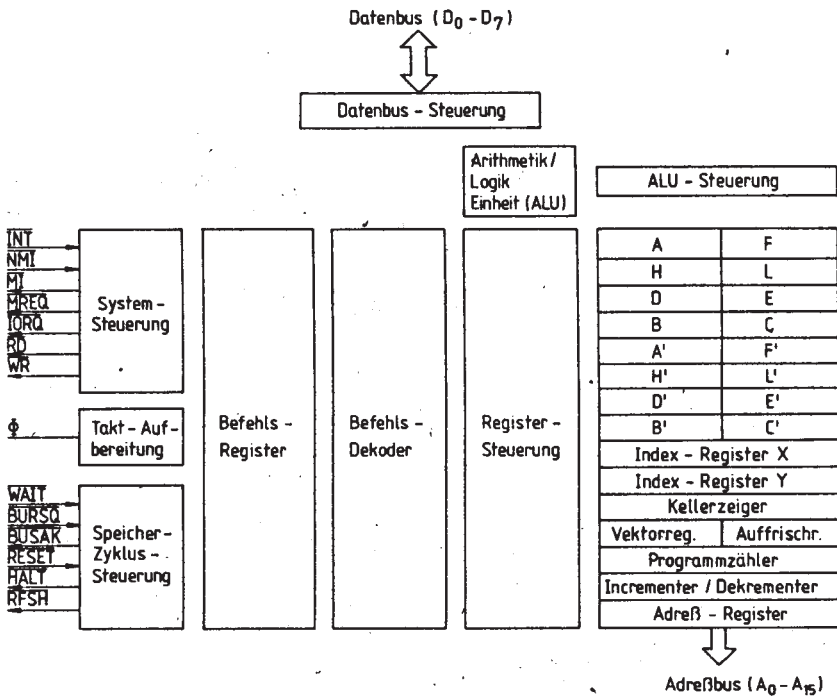 Datenbus (D0 - D7)
Datenbus - Steuerung
Arithmetik /
Logik
Einheit (ALU)
ALU - Steuerung
INT
NMI
MI
MREQ
IORQ
RD
WR
System -
Steuerung
Φ
Takt - Auf-
bereitung
WAIT
BURSQ
BUSAK
RESET
HALT
RFSH
Speicher-
Zyklus -
Steuerung
Befehls -
Register
Befehls -
Dekoder
Register -
Steuerung
A F
H L
D E
B C
A' F'
H' L'
D' E'
B' C'
Index - Register X
Index - Register Y
Kellerzeiger
Vektorreg. Auffrischr.
Programmzähler
Incrementer / Dekrementer
Adreß - Register
Adreßbus (A0 - A15)